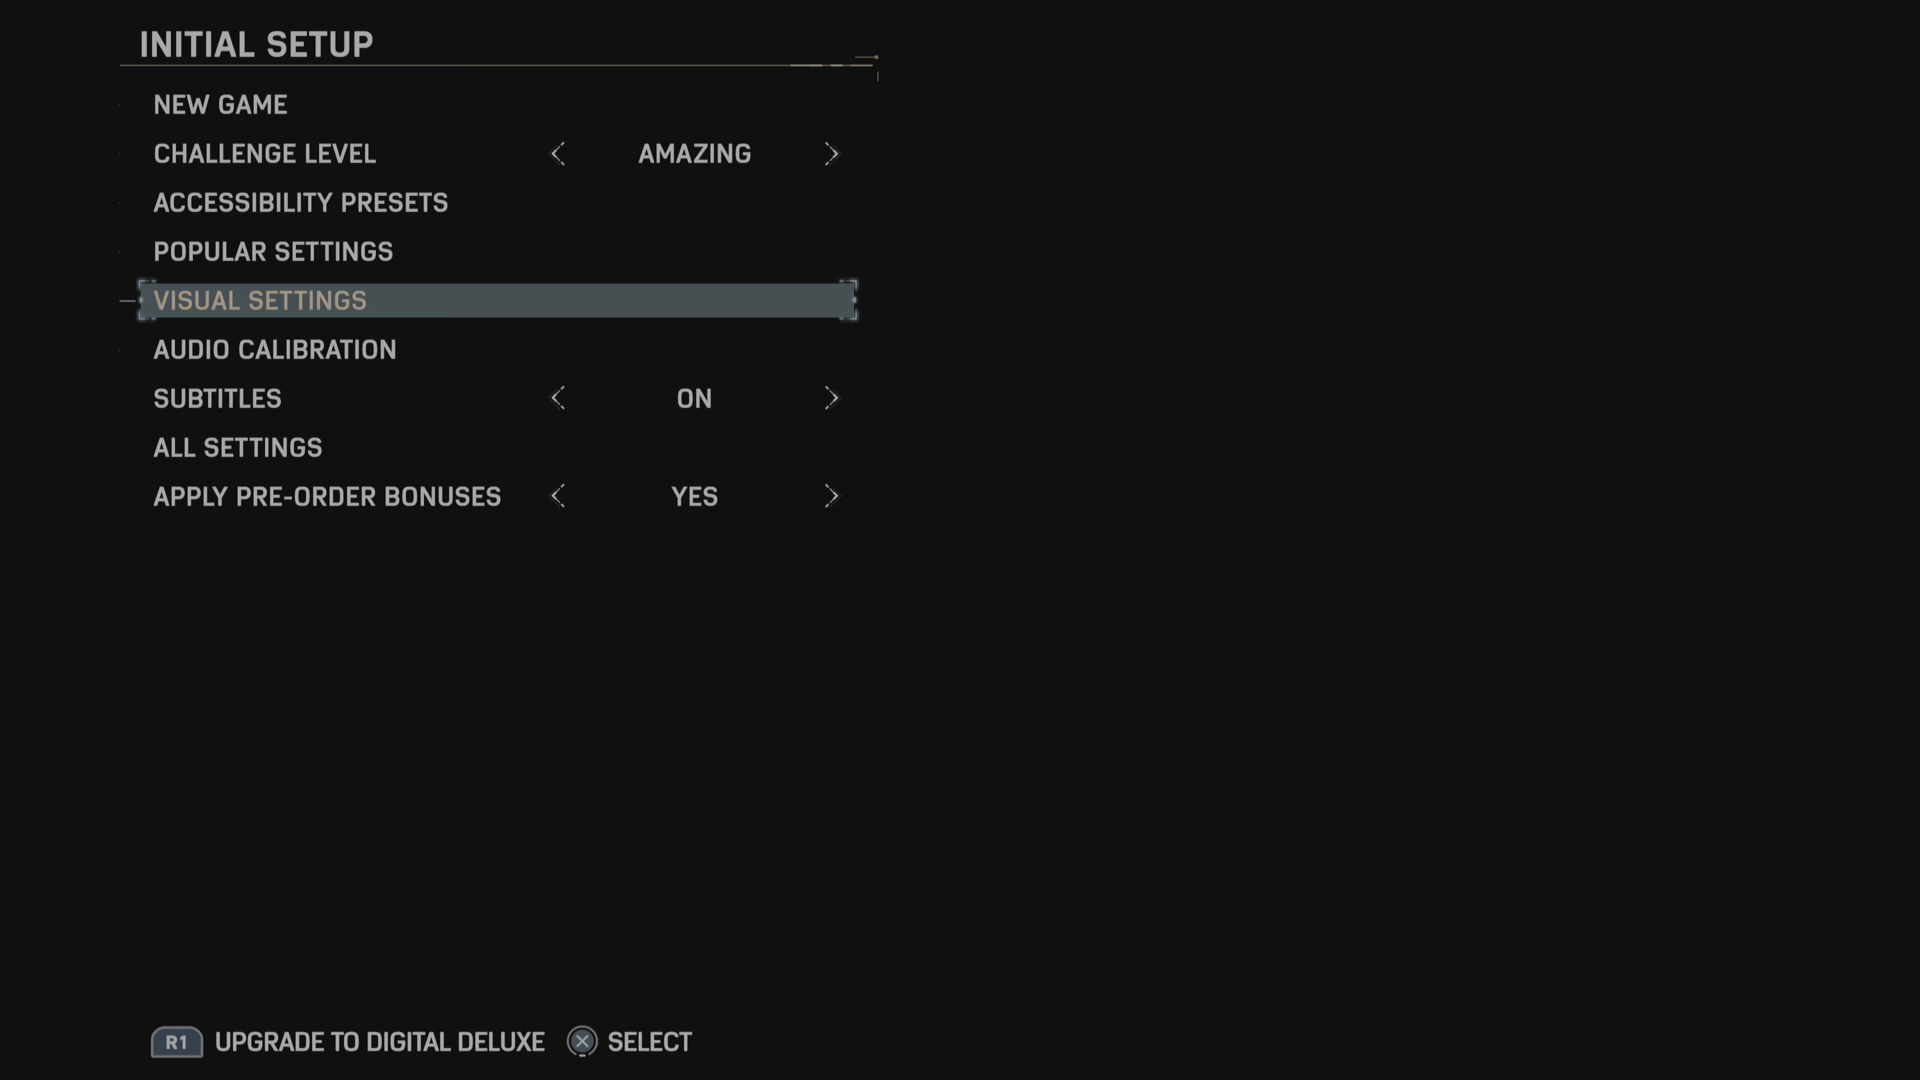 INITIAL SETUP
NEW GAME
CHALLENGE LEVEL AMAZING
ACCESSIBILITY PRESETS
POPULAR SETTINGS
VISUAL SETTINGS
AUDIO CALIBRATION
SUBTITLES ON
ALL SETTINGS
APPLY PRE-ORDER BONUSES YES
R1 UPGRADE TO DIGITAL DELUXE SELECT